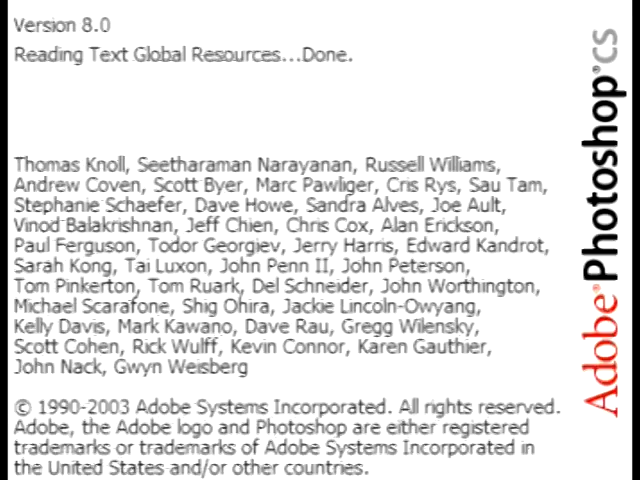 Version 8.0
Reading Text Global Resources...Done.
Thomas Knoll, Seetharaman Narayanan, Russell Williams,
Andrew Coven, Scott Byer, Marc Pawliger, Cris Rys, Sau Tam,
Stephanie Schaefer, Dave Howe, Sandra Alves, Joe Ault,
Vinod Balakrishnan, Jeff Chien, Chris Cox, Alan Erickson,
Paul Ferguson, Todor Georgiev, Jerry Harris, Edward Kandrot,
Sarah Kong, Tai Luxon, John Penn II, John Peterson,
Tom Pinkerton, Tom Ruark, Del Schneider, John Worthington,
Michael Scarafone, Shig Ohira, Jackie Lincoln-Owyang,
Kelly Davis, Mark Kawano, Dave Rau, Gregg Wilensky,
Scott Cohen, Rick Wulff, Kevin Connor, Karen Gauthier,
John Nack, Gwyn Weisberg
© 1990-2003 Adobe Systems Incorporated. All rights reserved.
Adobe, the Adobe logo and Photoshop are either registered
trademarks or trademarks of Adobe Systems Incorporated in
the United States and/or other countries.
Adobe® Photoshop® CS